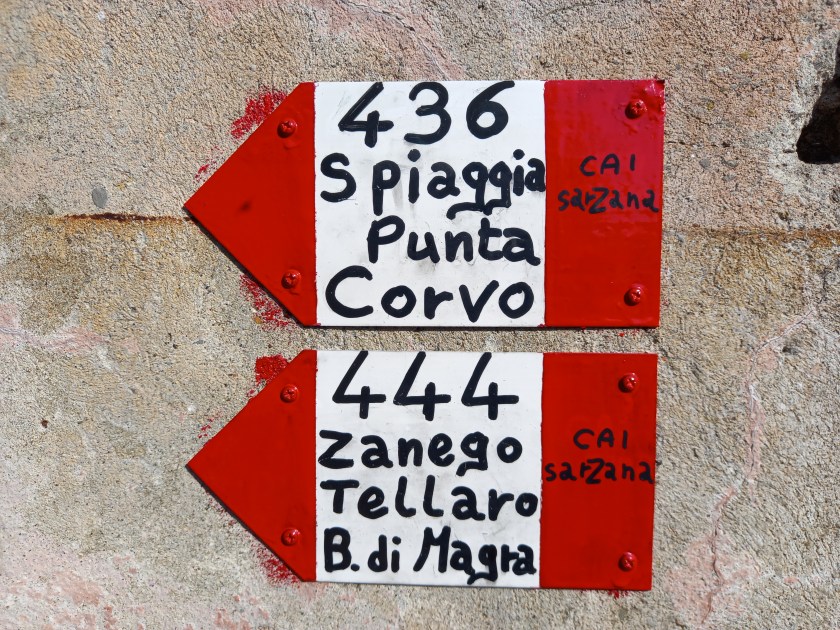 436
Spiaggia
Punta
Corvo
CAI
sarZana
444
Zanego
Tellaro
B. di Magra
CAI
sarZana